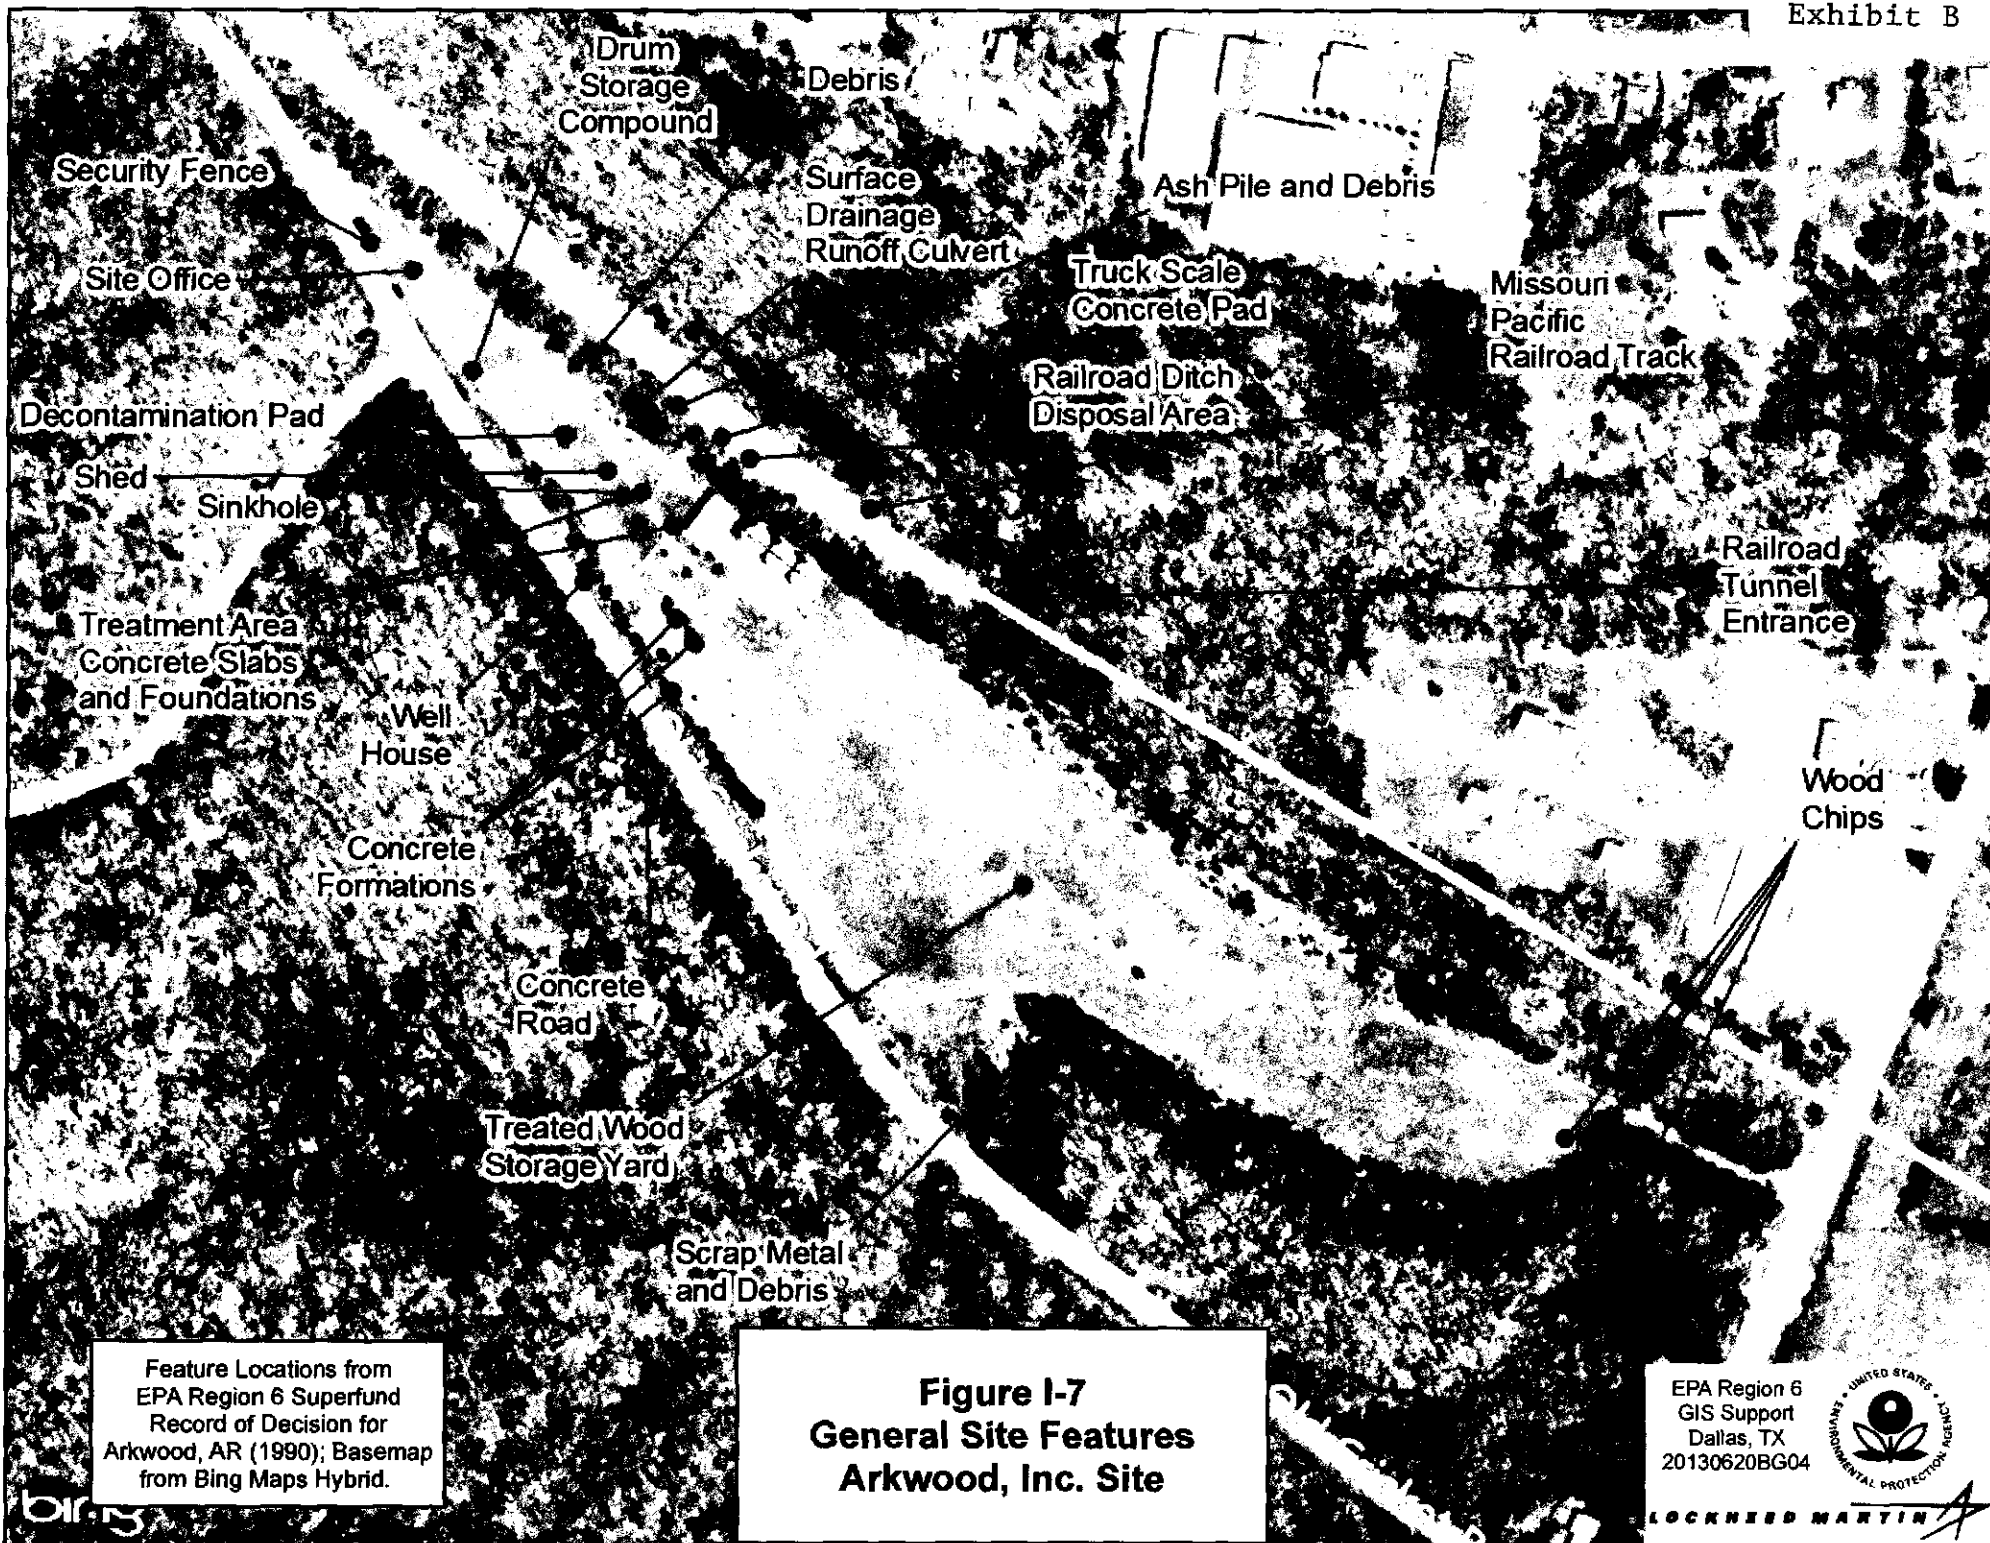 Exhibit B
Drum
Storage
Compound
Debris
Security Fence
Surface
Drainage
Runoff Culvert
Ash Pile and Debris
Site Office
Truck Scale
Concrete Pad
Missouri
Pacific
Railroad Track
Railroad Ditch
Disposal Area
Decontamination Pad
Shed
Sinkhole
Railroad
Tunnel
Entrance
Treatment Area
Concrete Slabs
and Foundations
Well
House
Wood
Chips
Concrete
Formations
Concrete
Road
Treated Wood
Storage Yard
Scrap Metal
and Debris
Feature Locations from
EPA Region 6 Superfund
Record of Decision for
Arkwood, AR (1990); Basemap
from Bing Maps Hybrid.
bing
Figure I-7
General Site Features
Arkwood, Inc. Site
EPA Region 6
GIS Support
Dallas, TX
20130620BG04
UNITED STATES
ENVIRONMENTAL PROTECTION AGENCY
LOCKHEED MARTIN